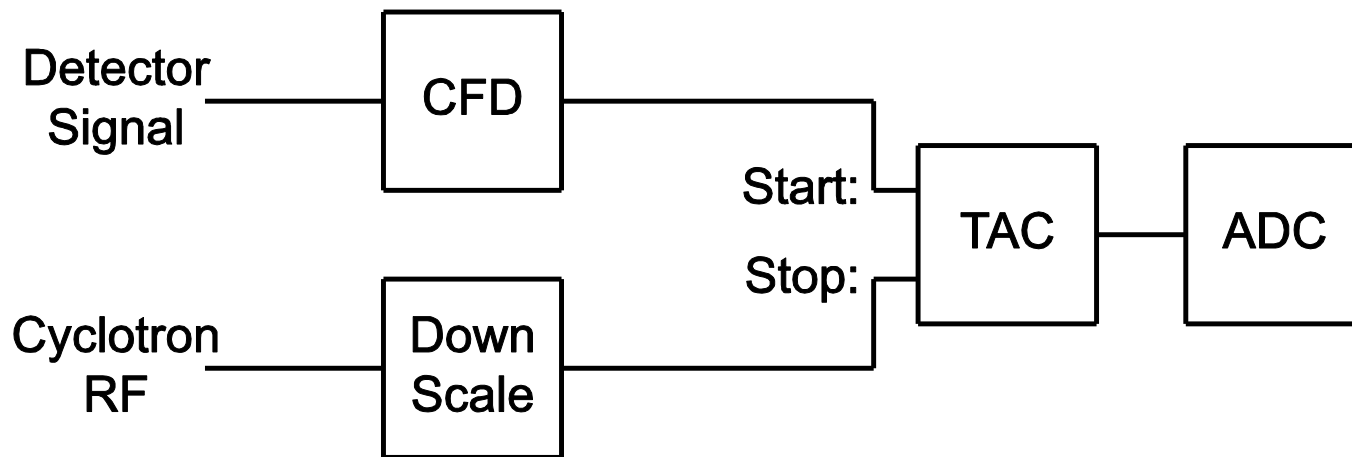 Detector
Signal
CFD
Start:
TAC
ADC
Stop:
Cyclotron
RF
Down
Scale